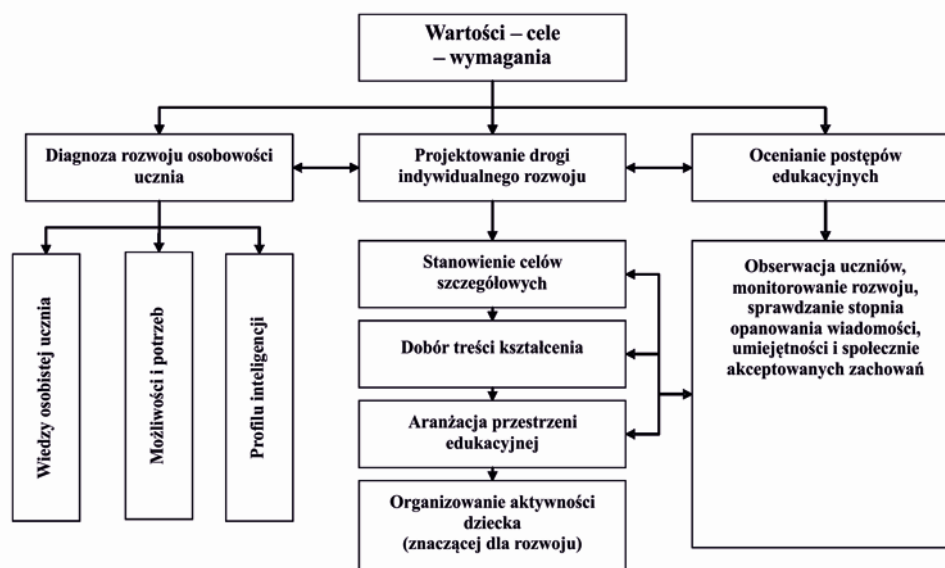 Wartości – cele
– wymagania
Diagnoza rozwoju osobowości
ucznia
Projektowanie drogi
indywidualnego rozwoju
Ocenianie postępów
edukacyjnych
Wiedzy osobistej ucznia
Możliwości i potrzeb
Profilu inteligencji
Stanowienie celów
szczegółowych
Dobór treści kształcenia
Aranżacja przestrzeni
edukacyjnej
Organizowanie aktywności
dziecka
(znaczącej dla rozwoju)
Obserwacja uczniów,
monitorowanie rozwoju,
sprawdzanie stopnia
opanowania wiadomości,
umiejętności i społecznie
akceptowanych zachowań